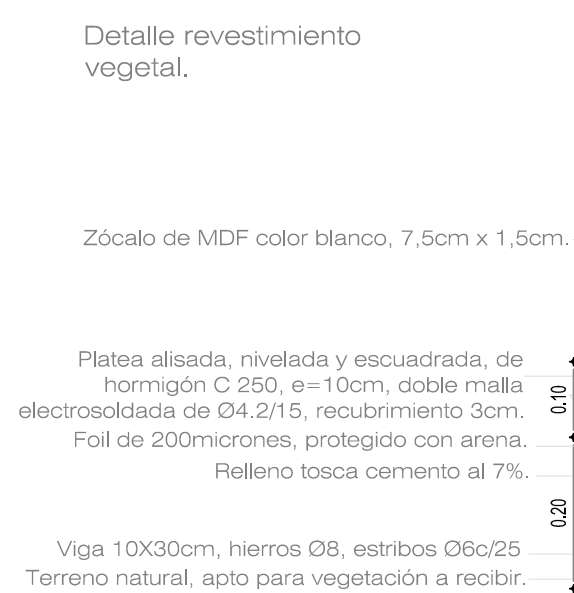 Detalle revestimiento
vegetal.
Zócalo de MDF color blanco, 7,5cm x 1,5cm.
Platea alisada, nivelada y escuadrada, de
hormigón C 250, e=10cm, doble malla
electrosoldada de Ø4.2/15, recubrimiento 3cm.
0.10
Foil de 200micrones, protegido con arena.
Relleno tosca cemento al 7%.
0.20
Viga 10X30cm, hierros Ø8, estribos Ø6c/25
Terreno natural, apto para vegetación a recibir.